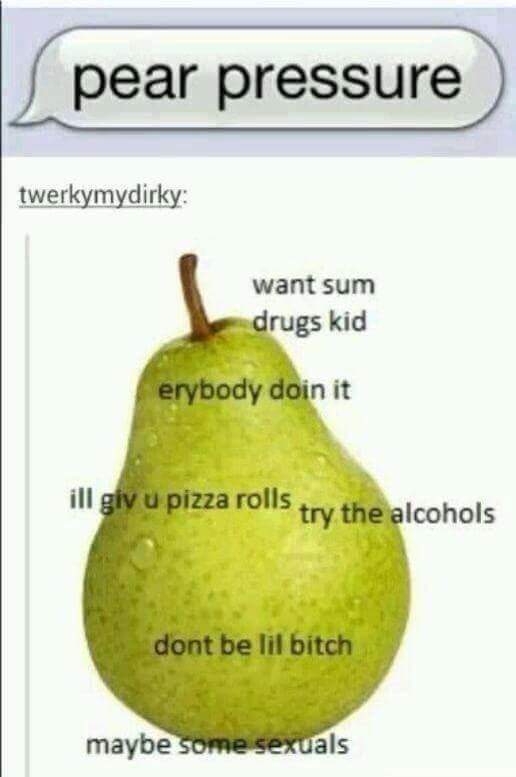 pear pressure
twerkymydirky:
want sum
drugs kid
erybody doin it
ill giv u pizza rolls
try the alcohols
dont be lil bitch
maybe some sexuals